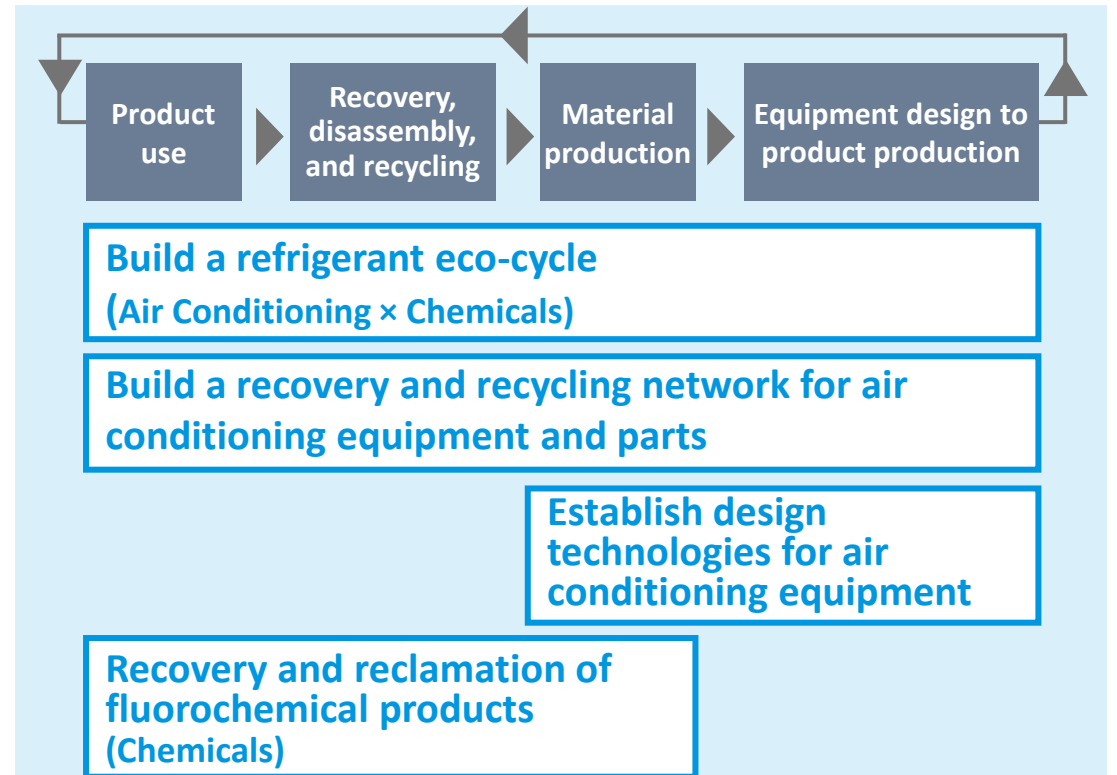 Product
use
Recovery,
disassembly,
and recycling
Material
production
Equipment design to
product production
Build a refrigerant eco-cycle
(Air Conditioning × Chemicals)
Build a recovery and recycling network for air
conditioning equipment and parts
Establish design
technologies for air
conditioning equipment
Recovery and reclamation of
fluorochemical products
(Chemicals)